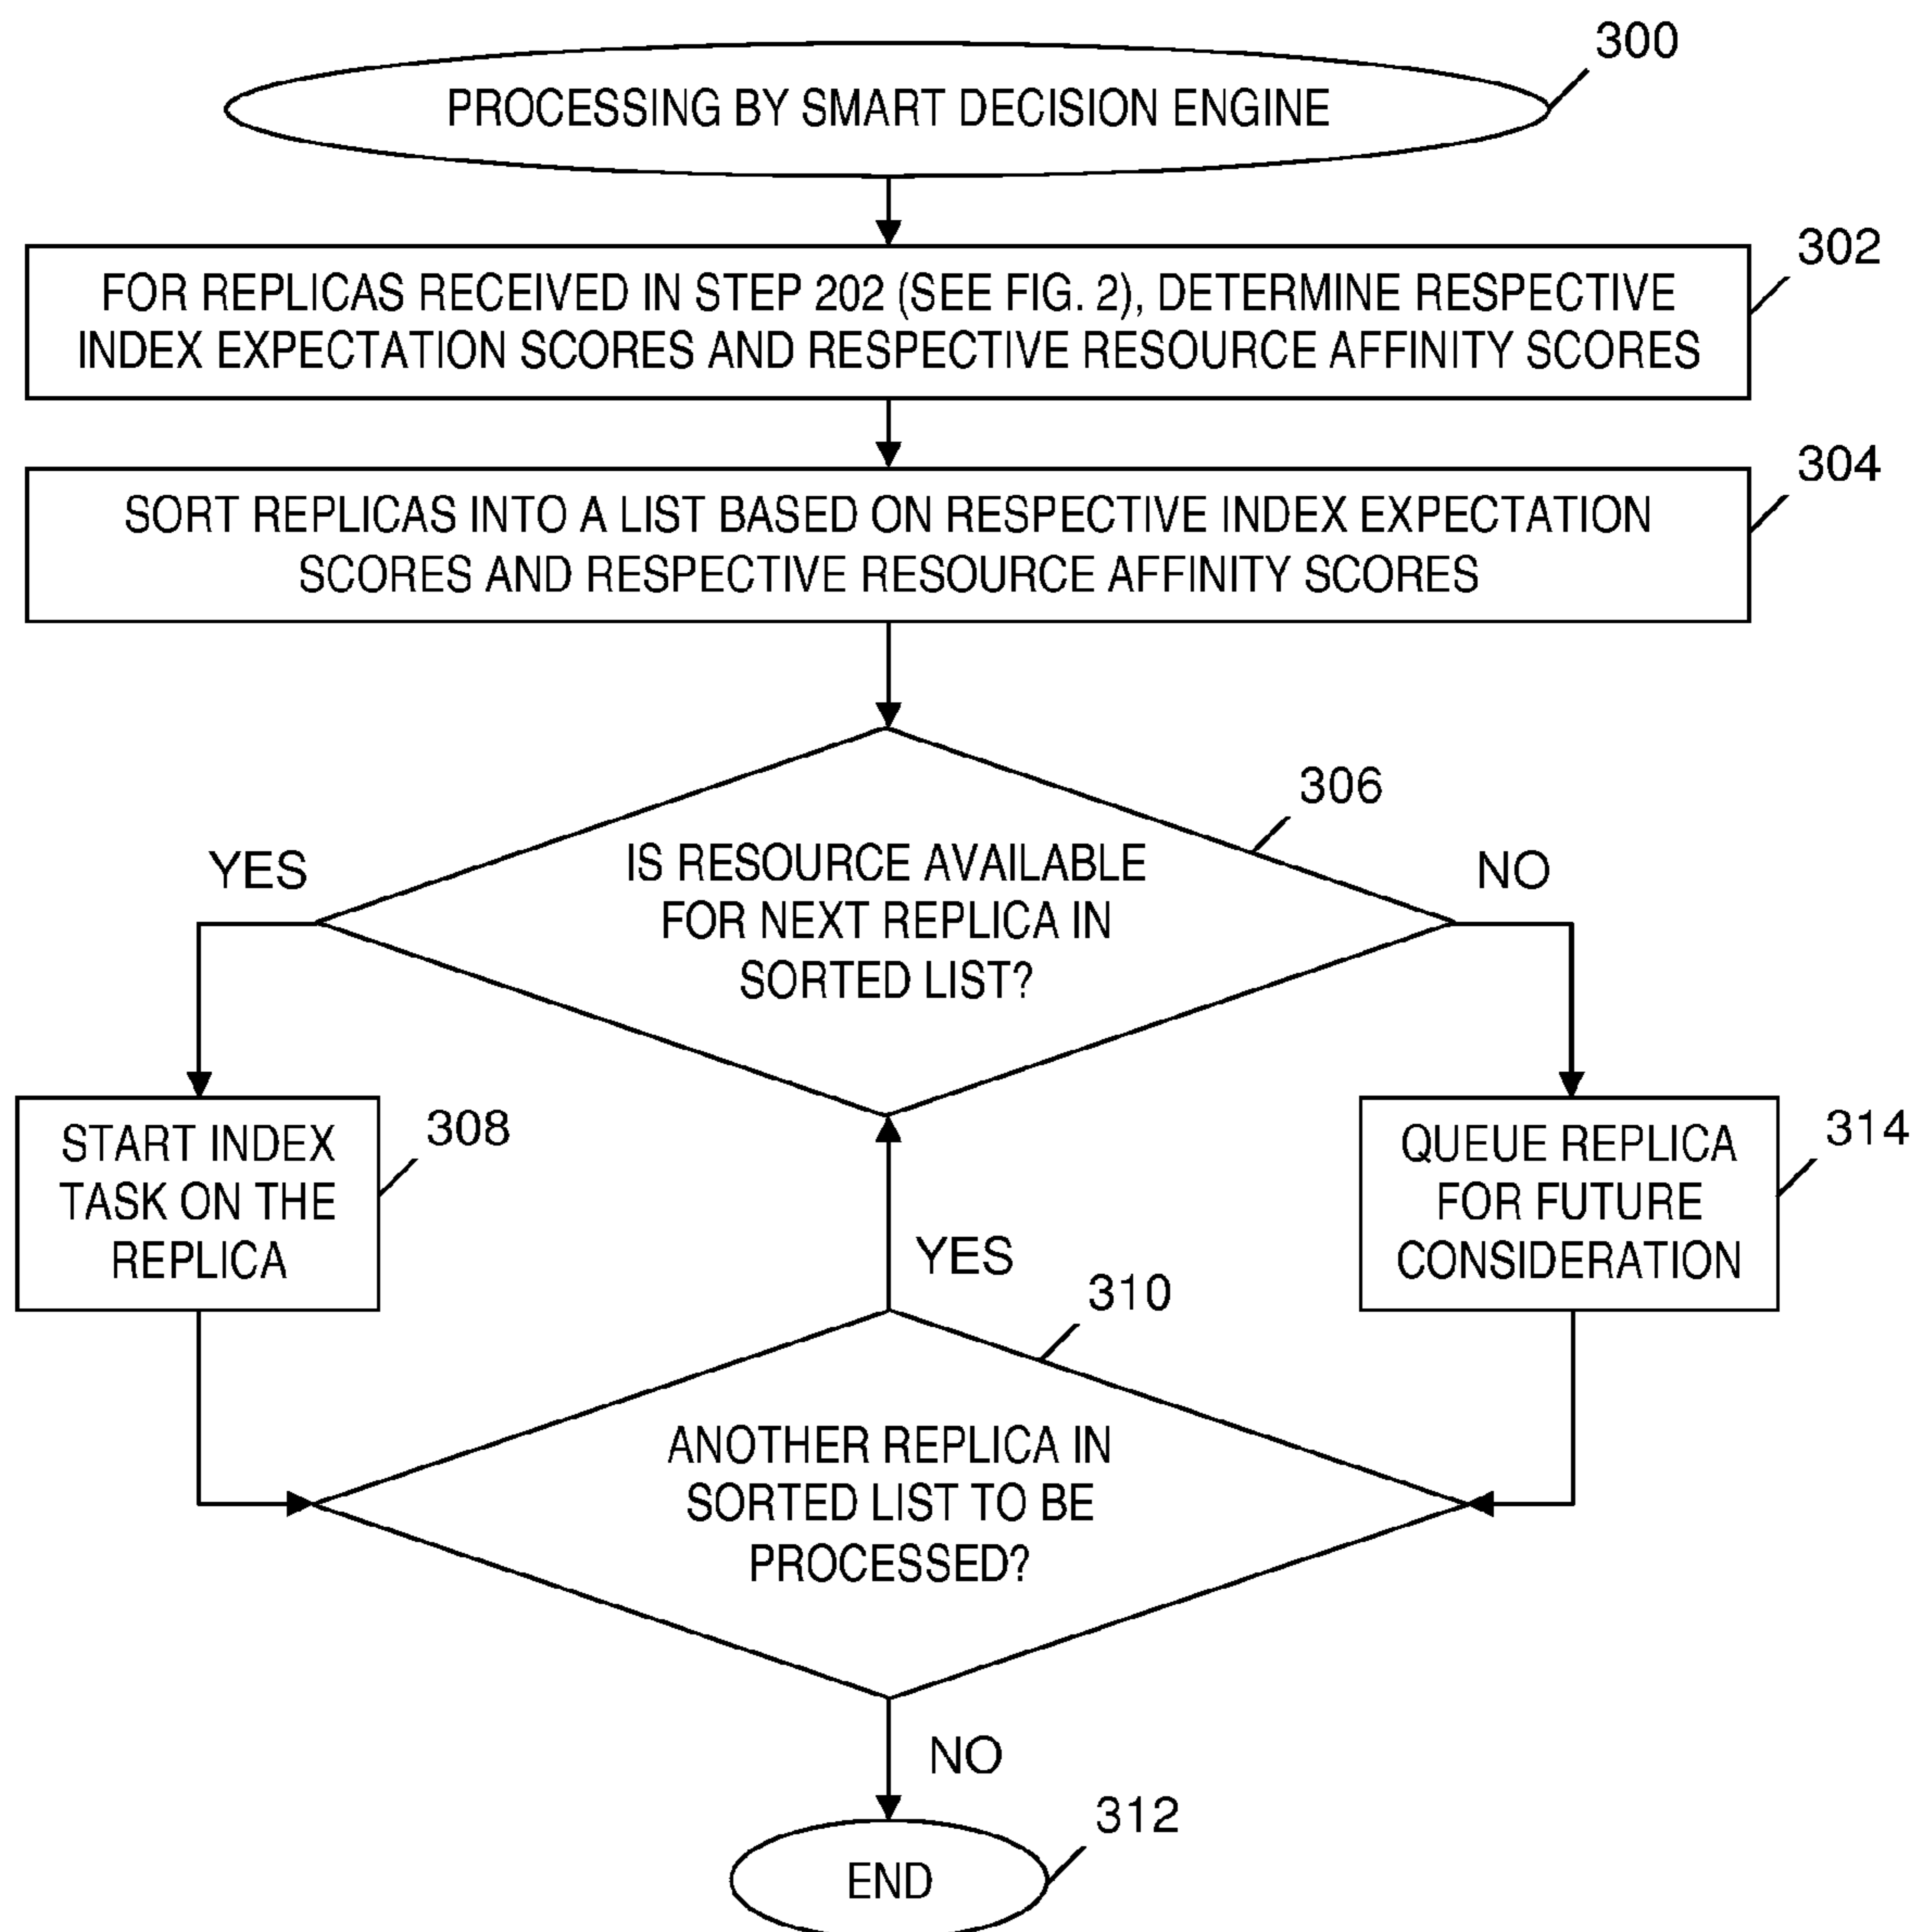 300
PROCESSING BY SMART DECISION ENGINE
302
FOR REPLICAS RECEIVED IN STEP 202 (SEE FIG. 2), DETERMINE RESPECTIVE
INDEX EXPECTATION SCORES AND RESPECTIVE RESOURCE AFFINITY SCORES
304
SORT REPLICAS INTO A LIST BASED ON RESPECTIVE INDEX EXPECTATION
SCORES AND RESPECTIVE RESOURCE AFFINITY SCORES
306
IS RESOURCE AVAILABLE
FOR NEXT REPLICA IN
SORTED LIST?
YES
NO
START INDEX
TASK ON THE
REPLICA
308
QUEUE REPLICA
FOR FUTURE
CONSIDERATION
314
YES
310
ANOTHER REPLICA IN
SORTED LIST TO BE
PROCESSED?
NO
312
END